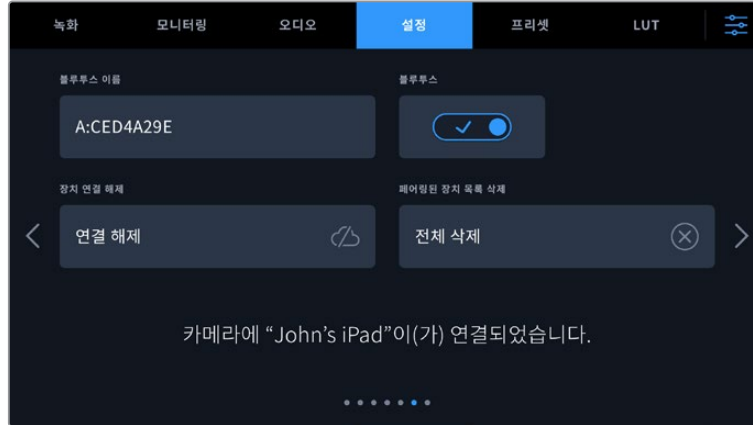 녹화 모니터링 오디오 설정 프리셋 LUT
블루투스 이름 블루투스
A:CED4A29E
장치 연결 해제 페어링된 장치 목록 삭제
연결 해제 전체 삭제
카메라에 “John’s iPad”이(가) 연결되었습니다.